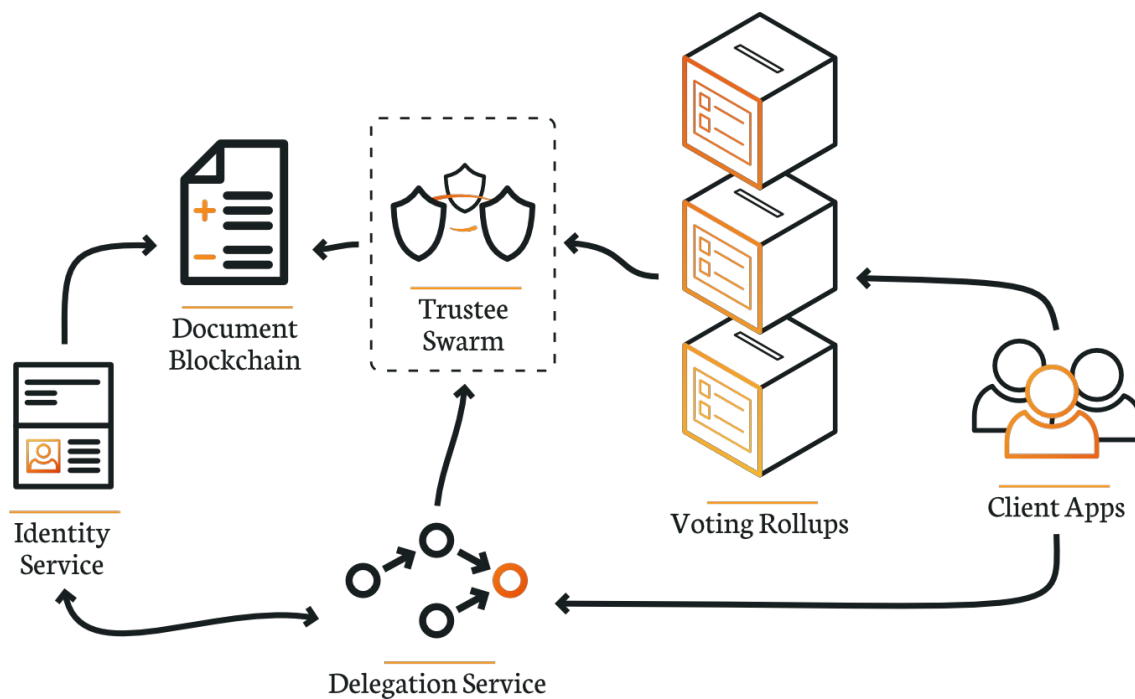 Document
Blockchain
Trustee
Swarm
Voting Rollups
Client Apps
Identity
Service
Delegation Service